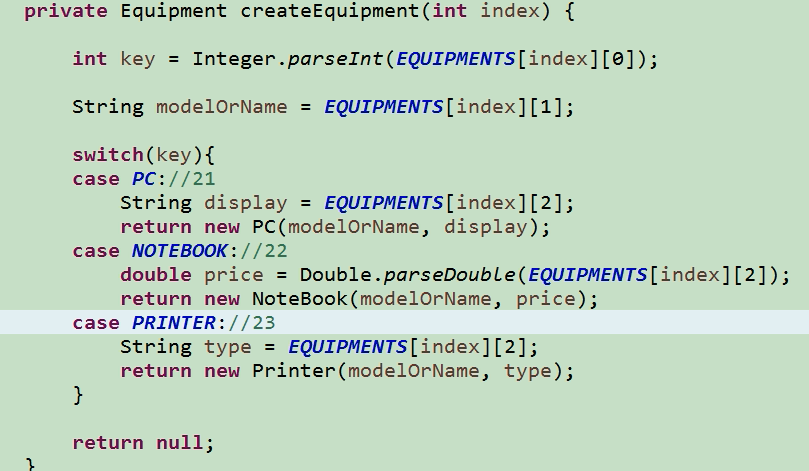 private Equipment createEquipment(int index) {
int key = Integer.parseInt(EQUIPMENTS[index][0]);
String modelOrName = EQUIPMENTS[index][1];
switch(key){
case PC://21
String display = EQUIPMENTS[index][2];
return new PC(modelOrName, display);
case NOTEBOOK://22
double price = Double.parseDouble(EQUIPMENTS[index][2]);
return new NoteBook(modelOrName, price);
case PRINTER://23
String type = EQUIPMENTS[index][2];
return new Printer(modelOrName, type);
}
return null;
}